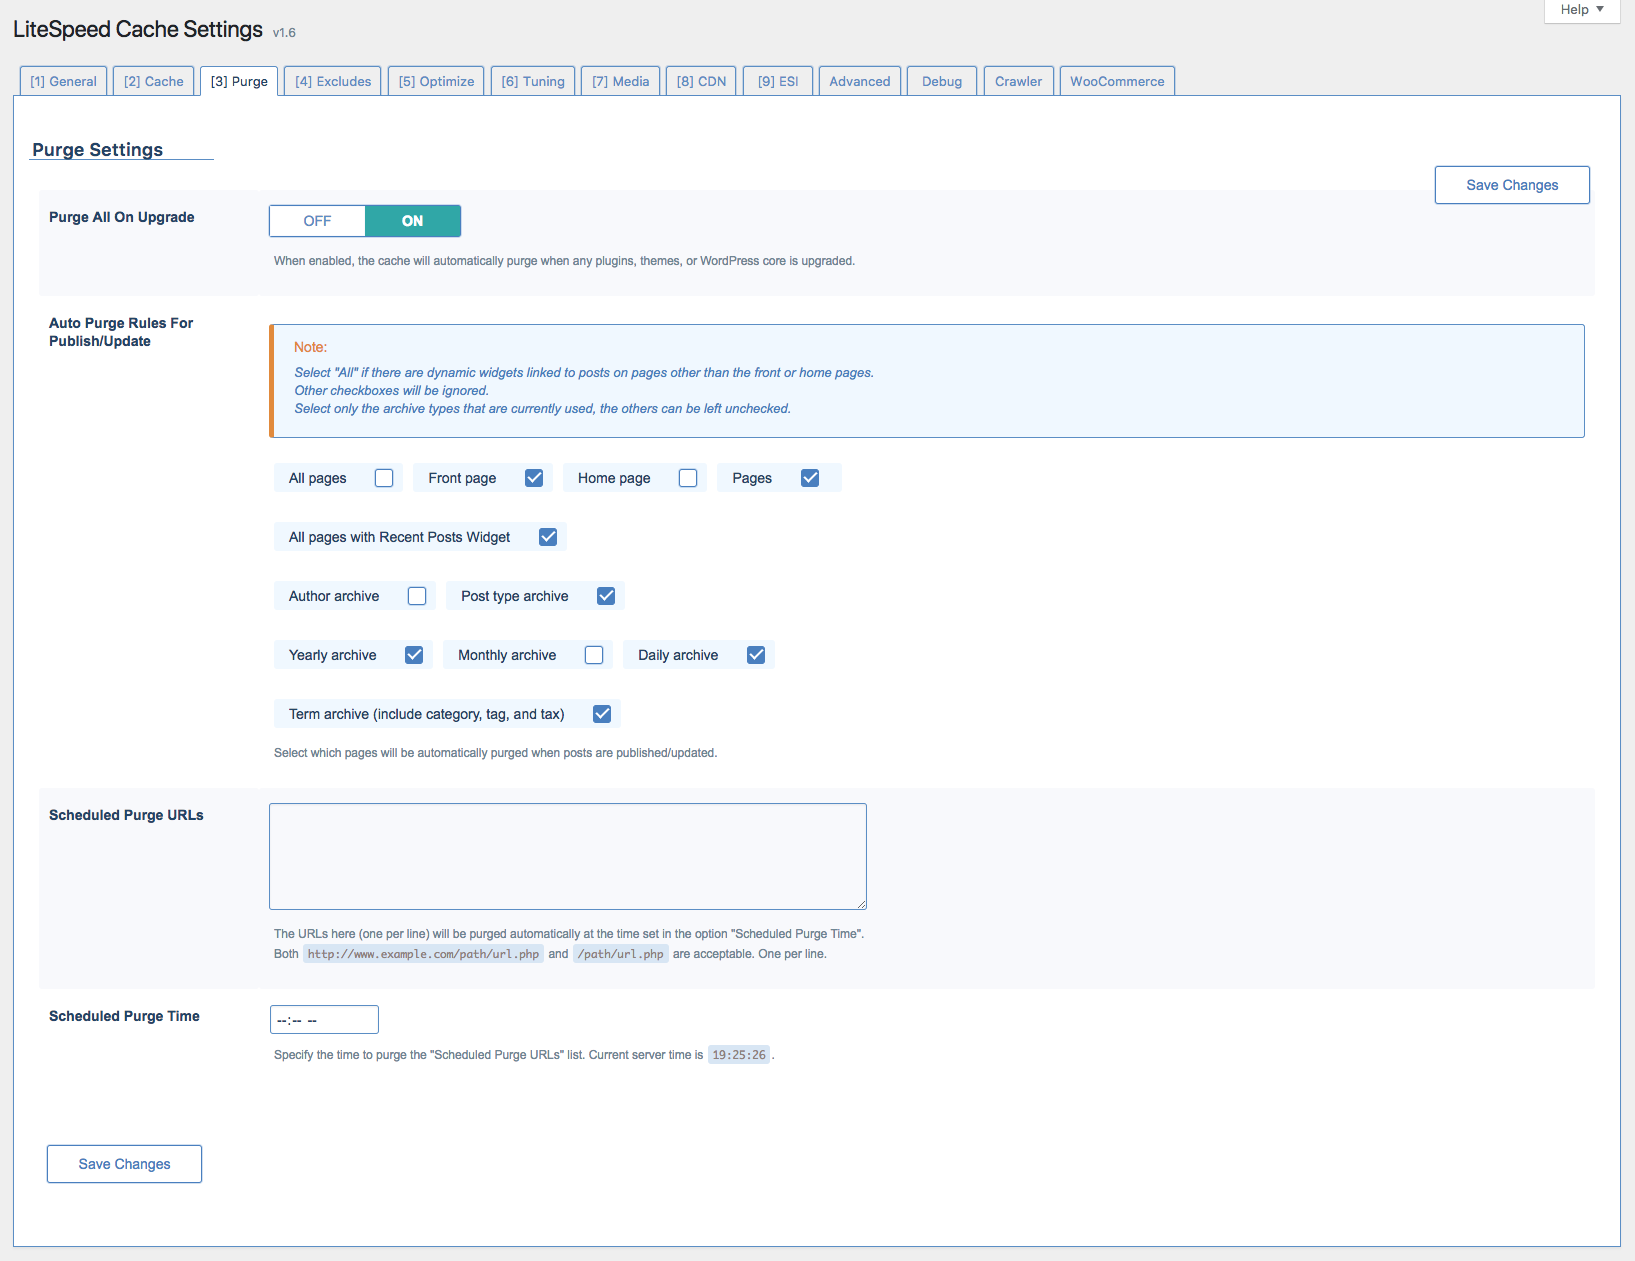 Help ▼
LiteSpeed Cache Settings v1.6
[1] General [2] Cache [3] Purge [4] Excludes [5] Optimize [6] Tuning [7] Media [8] CDN [9] ESI Advanced Debug Crawler WooCommerce
Purge Settings
Save Changes
Purge All On Upgrade
OFF ON
When enabled, the cache will automatically purge when any plugins, themes, or WordPress core is upgraded.
Auto Purge Rules For
Publish/Update
Note:
Select "All" if there are dynamic widgets linked to posts on pages other than the front or home pages.
Other checkboxes will be ignored.
Select only the archive types that are currently used, the others can be left unchecked.
All pages Front page Home page Pages
All pages with Recent Posts Widget
Author archive Post type archive
Yearly archive Monthly archive Daily archive
Term archive (include category, tag, and tax)
Select which pages will be automatically purged when posts are published/updated.
Scheduled Purge URLs
The URLs here (one per line) will be purged automatically at the time set in the option "Scheduled Purge Time".
Both http://www.example.com/path/url.php and /path/url.php are acceptable. One per line.
Scheduled Purge Time
--:-- --
Specify the time to purge the "Scheduled Purge URLs" list. Current server time is 19:25:26 .
Save Changes